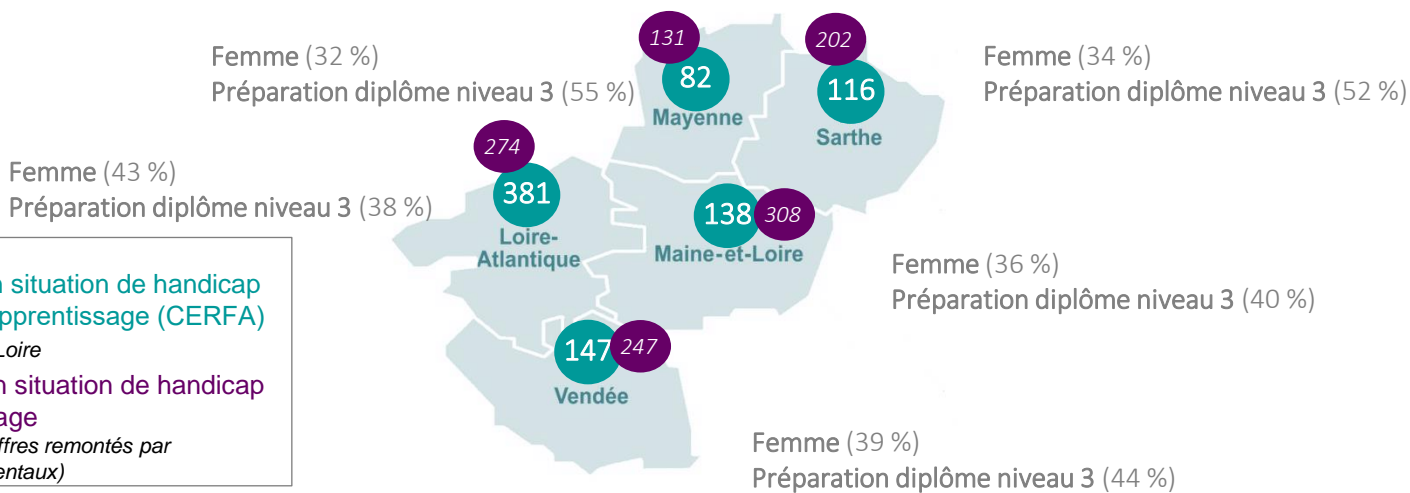 131
202
Femme (32 %)
Préparation diplôme niveau 3 (55 %)
82
Mayenne
116
Sarthe
Femme (34 %)
Préparation diplôme niveau 3 (52 %)
274
Femme (43 %)
Préparation diplôme niveau 3 (38 %)
381
Loire-
Atlantique
138
308
Maine-et-Loire
Femme (36 %)
Préparation diplôme niveau 3 (40 %)
situation de handicap
pprentissage (CERFA)
Loire
situation de handicap
age
ffres remontés par
entaux)
147
247
Vendée
Femme (39 %)
Préparation diplôme niveau 3 (44 %)